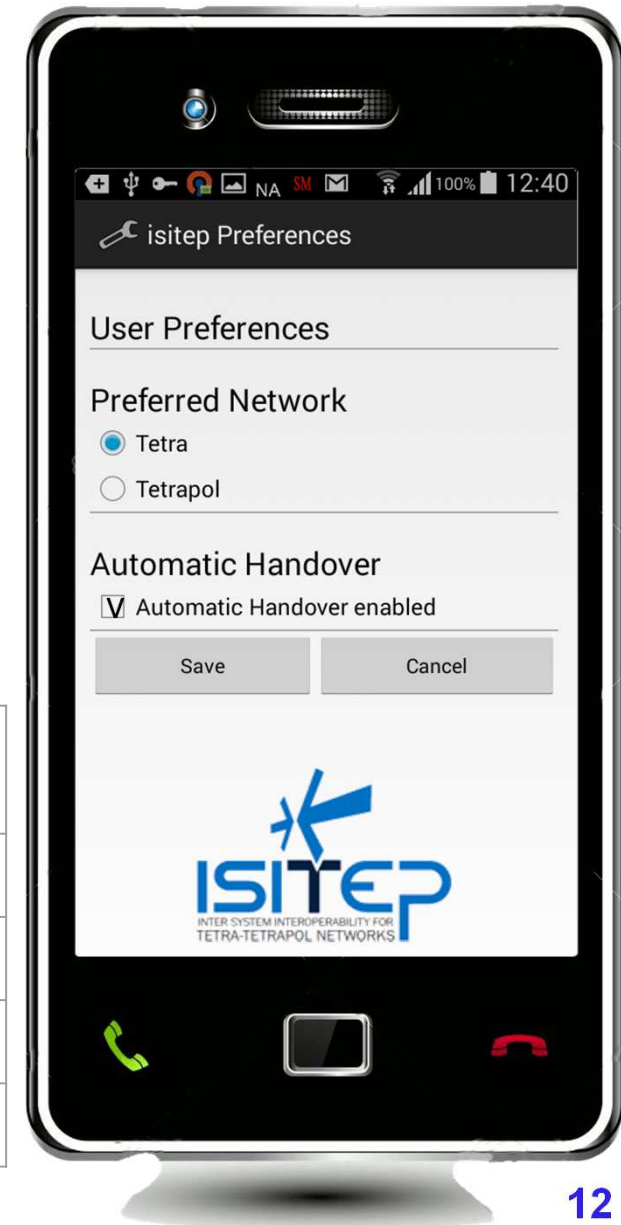 NA SM 100% 12:40
isitep Preferences
User Preferences
Preferred Network
Tetra
Tetrapol
Automatic Handover
V Automatic Handover enabled
Save Cancel
ISITEP
INTER SYSTEM INTEROPERABILITY FOR
TETRA-TETRAPOL NETWORKS
12